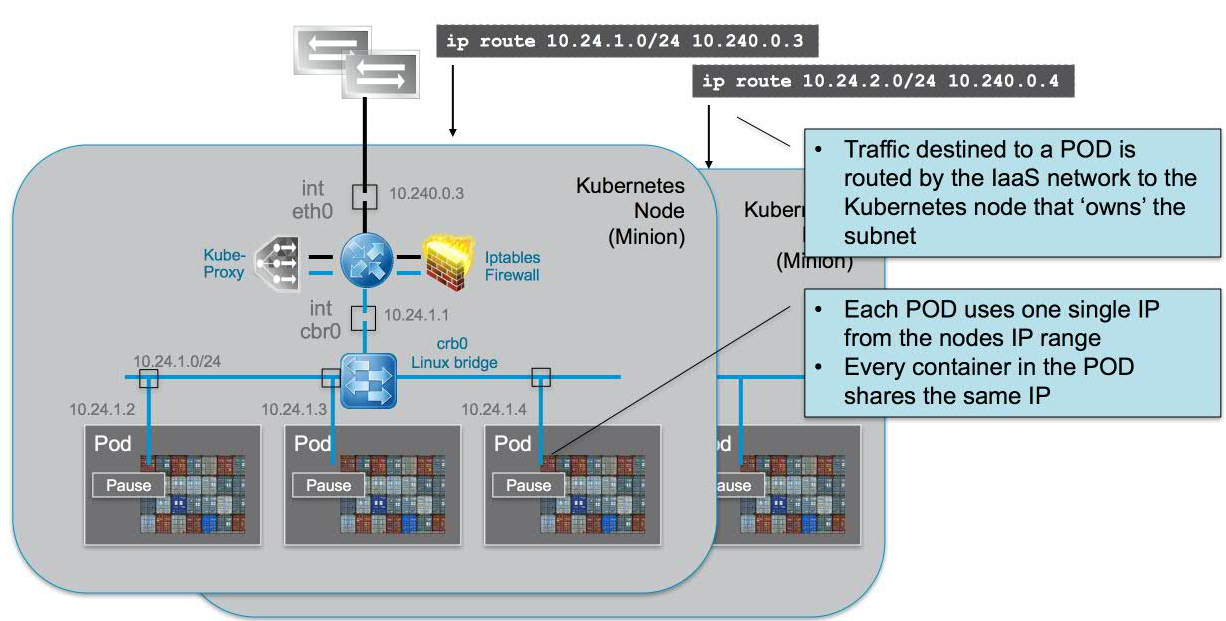 ip route 10.24.1.0/24 10.240.0.3
ip route 10.24.2.0/24 10.240.0.4
• Traffic destined to a POD is
routed by the IaaS network to the
Kubernetes node that ‘owns’ the
subnet
Kubernetes
Node
(Minion)
Kuber
(Minion)
int
eth0
10.240.0.3
Kube-
Proxy
Iptables
Firewall
int
cbr0
10.24.1.1
• Each POD uses one single IP
from the nodes IP range
• Every container in the POD
shares the same IP
crb0
Linux bridge
10.24.1.0/24
10.24.1.2
10.24.1.3
10.24.1.4
Pod
Pause
Pod
Pause
Pod
Pause
od
ause